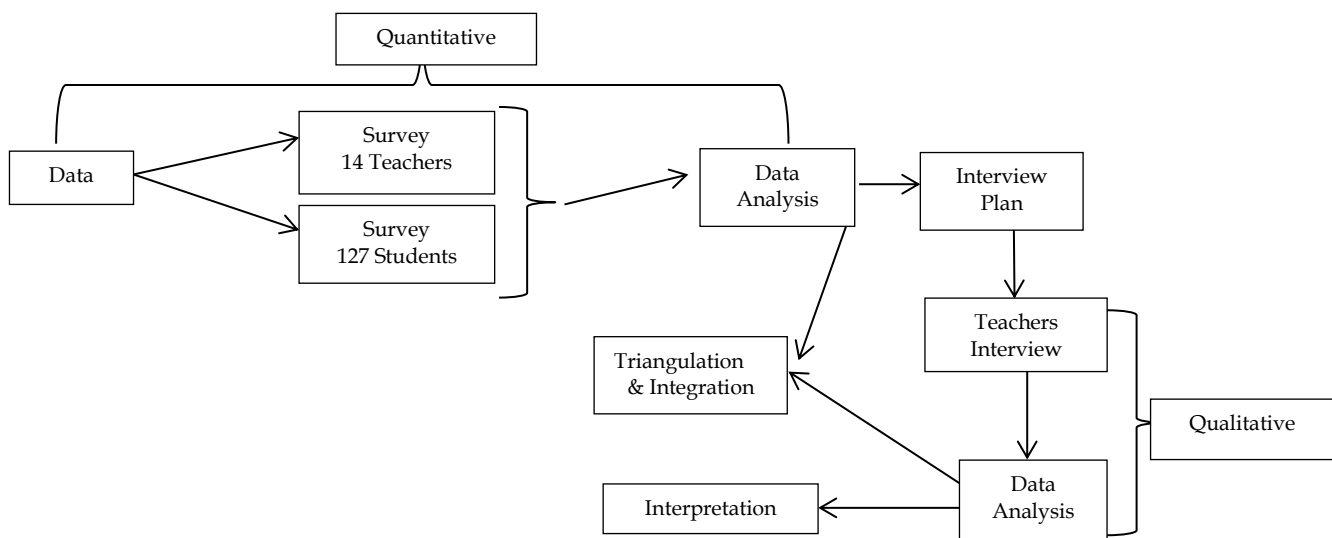 Quantitative
Data
Survey
14 Teachers
Survey
127 Students
Data
Analysis
Interview
Plan
Teachers
Interview
Triangulation
& Integration
Qualitative
Data
Analysis
Interpretation